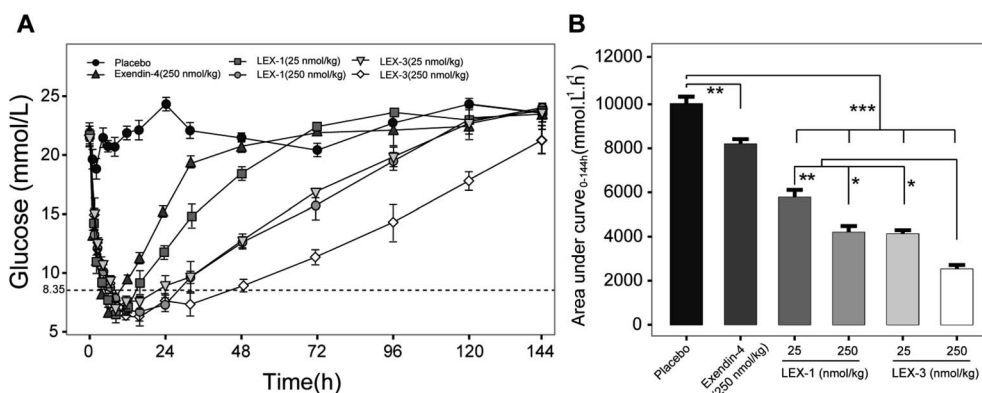 A
B
Placebo
Exendin-4(250 nmol/kg)
LEX-1(25 nmol/kg)
LEX-1(250 nmol/kg)
LEX-3(25 nmol/kg)
LEX-3(250 nmol/kg)
Glucose (mmol/L)
25
20
15
10
8.35
5
0 24 48 72 96 120 144
Time(h)
Area under curve0-144h(mmol.L.h)
12000
10000
8000
6000
4000
2000
0
**
***
** * *
Placebo
Exendin-4
(250 nmol/kg)
25 250 25 250
LEX-1 (nmol/kg) LEX-3 (nmol/kg)